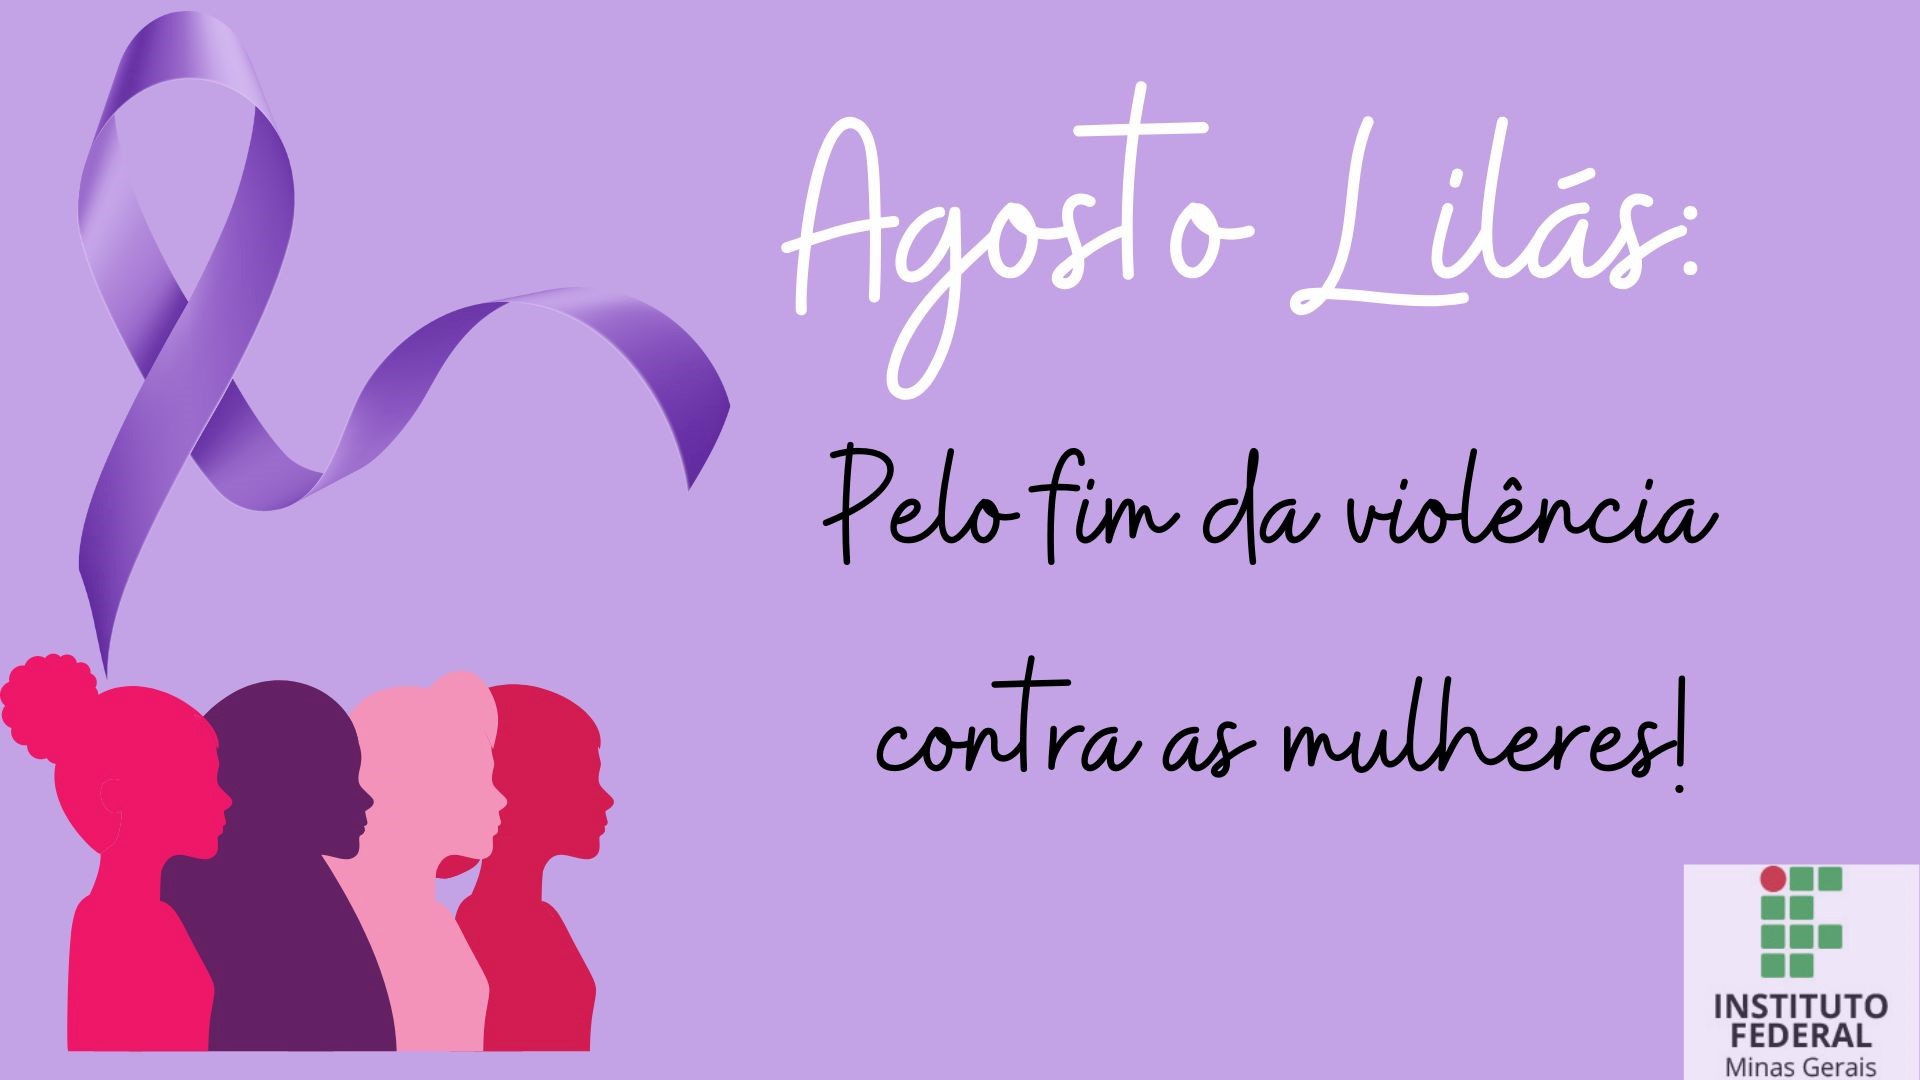 Agosto Lilás:
Pelo fim da violência
contra as mulheres!
INSTITUTO
FEDERAL
Minas Gerais